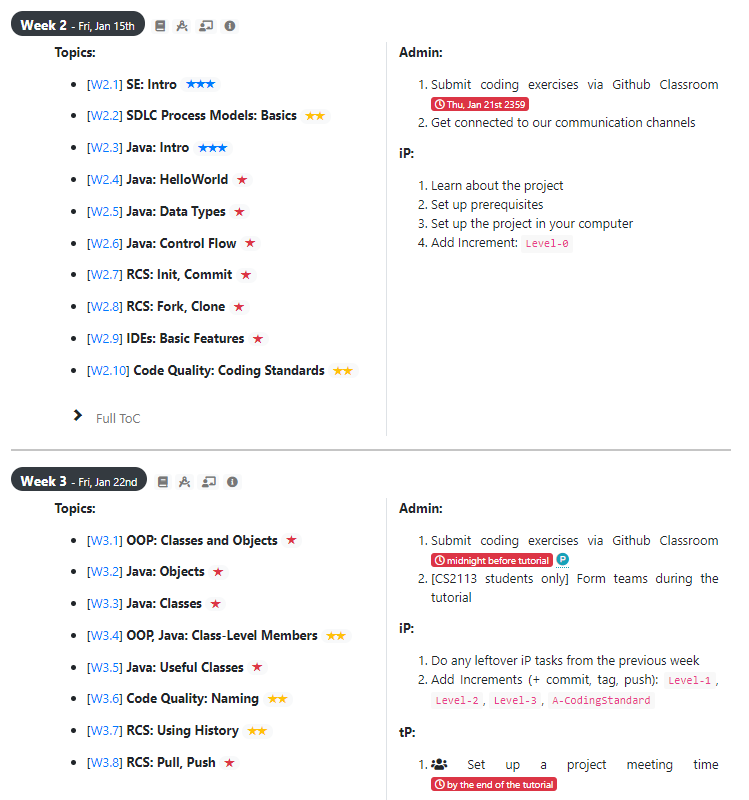 Week 2 - Fri, Jan 15th
Topics:
[W2.1] SE: Intro ★★★
[W2.2] SDLC Process Models: Basics ★★
[W2.3] Java: Intro ★★★
[W2.4] Java: HelloWorld ★
[W2.5] Java: Data Types ★
[W2.6] Java: Control Flow ★
[W2.7] RCS: Init, Commit ★
[W2.8] RCS: Fork, Clone ★
[W2.9] IDEs: Basic Features ★
[W2.10] Code Quality: Coding Standards ★★
Full ToC
Admin:
1. Submit coding exercises via Github Classroom
Thu, Jan 21st 2359
2. Get connected to our communication channels
iP:
1. Learn about the project
2. Set up prerequisites
3. Set up the project in your computer
4. Add Increment: Level-0
Week 3 - Fri, Jan 22nd
Topics:
[W3.1] OOP: Classes and Objects ★
[W3.2] Java: Objects ★
[W3.3] Java: Classes ★
[W3.4] OOP, Java: Class-Level Members ★★
[W3.5] Java: Useful Classes ★
[W3.6] Code Quality: Naming ★★
[W3.7] RCS: Using History ★★
[W3.8] RCS: Pull, Push ★
Admin:
1. Submit coding exercises via Github Classroom
midnight before tutorial P
2. [CS2113 students only] Form teams during the
tutorial
iP:
1. Do any leftover iP tasks from the previous week
2. Add Increments (+ commit, tag, push): Level-1 ,
Level-2 , Level-3 , A-CodingStandard
tP:
1. Set up a project meeting time
by the end of the tutorial